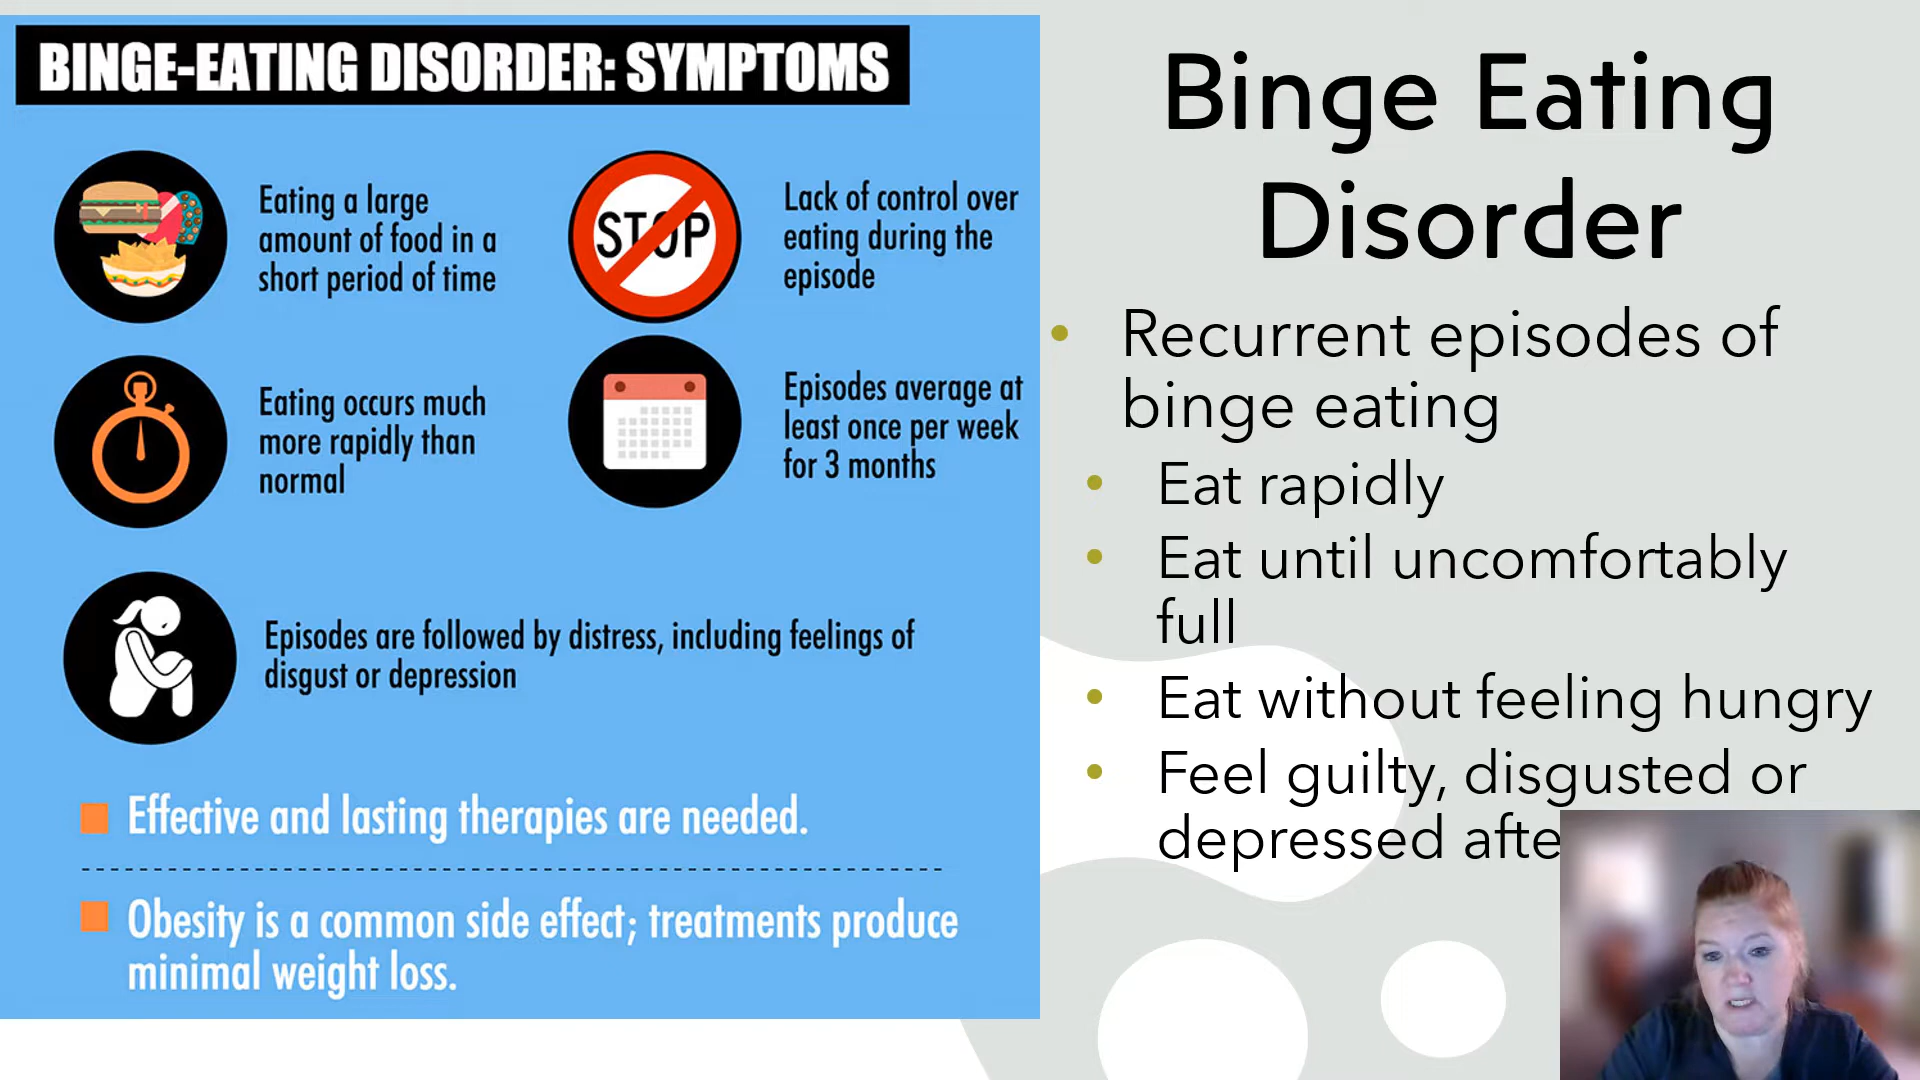 BINGE-EATING DISORDER: SYMPTOMS
Eating a large
amount of food in a
short period of time
STOP
Lack of control over
eating during the
episode
Eating occurs much
more rapidly than
normal
Episodes average at
least once per week
for 3 months
Episodes are followed by distress, including feelings of
disgust or depression
Effective and lasting therapies are needed.
Obesity is a common side effect; treatments produce
minimal weight loss.
Binge Eating
Disorder
• Recurrent episodes of
binge eating
• Eat rapidly
• Eat until uncomfortably
full
• Eat without feeling hungry
• Feel guilty, disgusted or
depressed afte